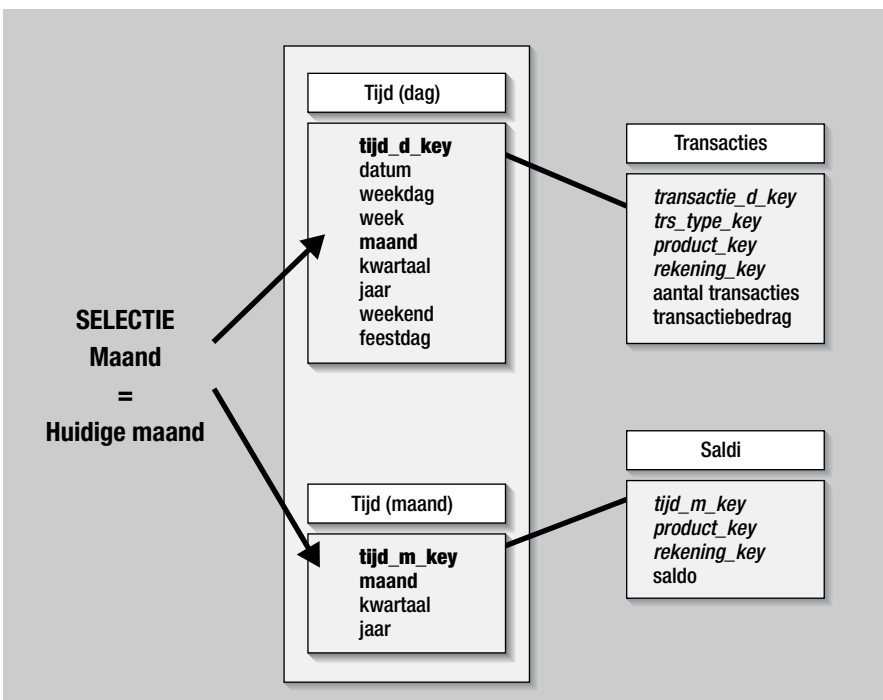 Tijd (dag)
tijd_d_key
datum
weekdag
week
maand
kwartaal
jaar
weekend
feestdag
Transacties
transactie_d_key
trs_type_key
product_key
rekening_key
aantal transacties
transactiebedrag
SELECTIE
Maand
=
Huidige maand
Tijd (maand)
tijd_m_key
maand
kwartaal
jaar
Saldi
tijd_m_key
product_key
rekening_key
saldo